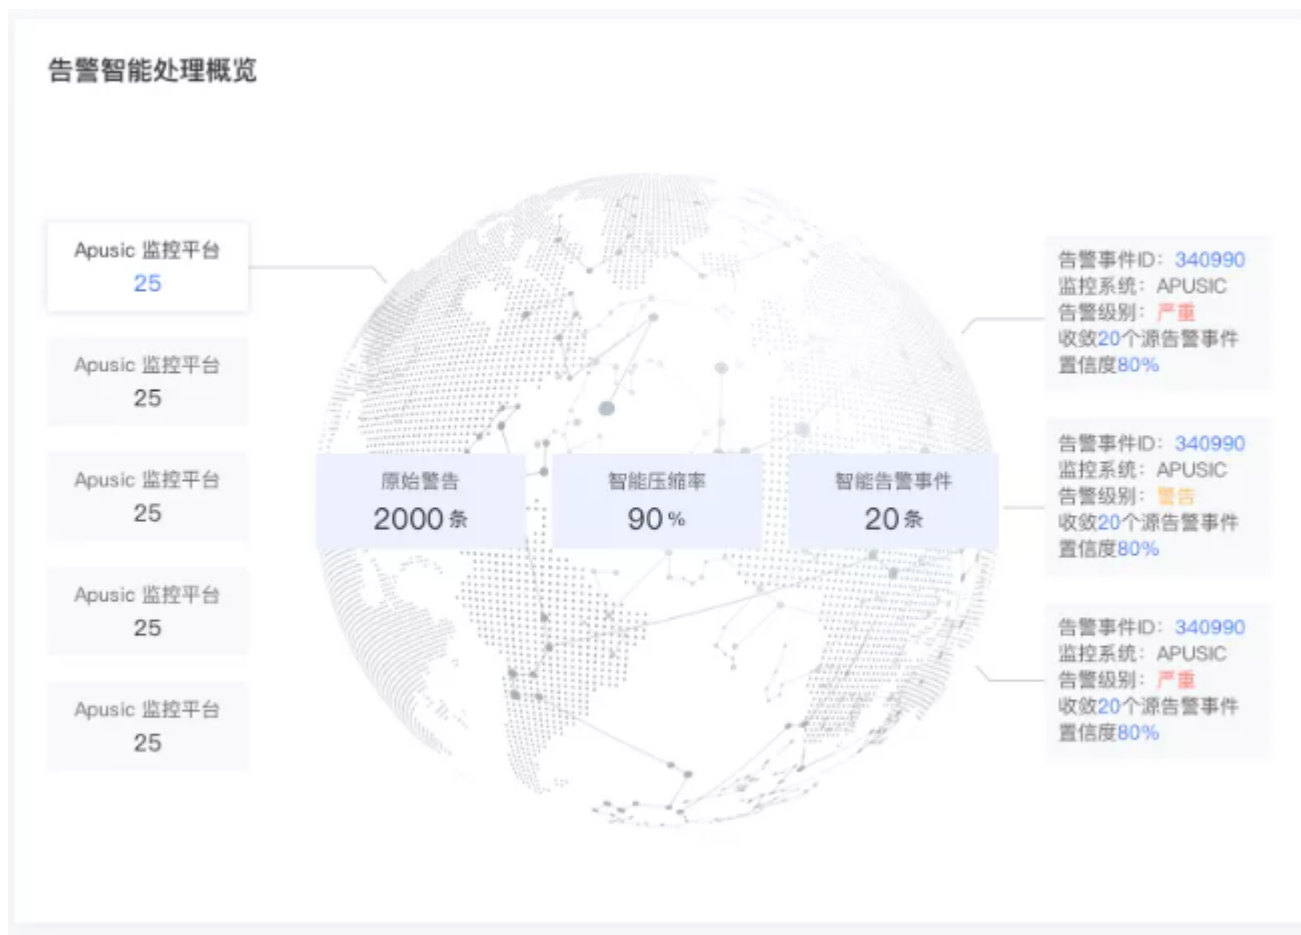 告警智能处理概览
Apusic 监控平台
25
Apusic 监控平台
25
Apusic 监控平台
25
Apusic 监控平台
25
Apusic 监控平台
25
原始警告
2000 条
智能压缩率
90 %
智能告警事件
20 条
告警事件ID：340990
监控系统：APUSIC
告警级别：严重
收敛20个源告警事件
置信度80%
告警事件ID：340990
监控系统：APUSIC
告警级别：警告
收敛20个源告警事件
置信度80%
告警事件ID：340990
监控系统：APUSIC
告警级别：严重
收敛20个源告警事件
置信度80%